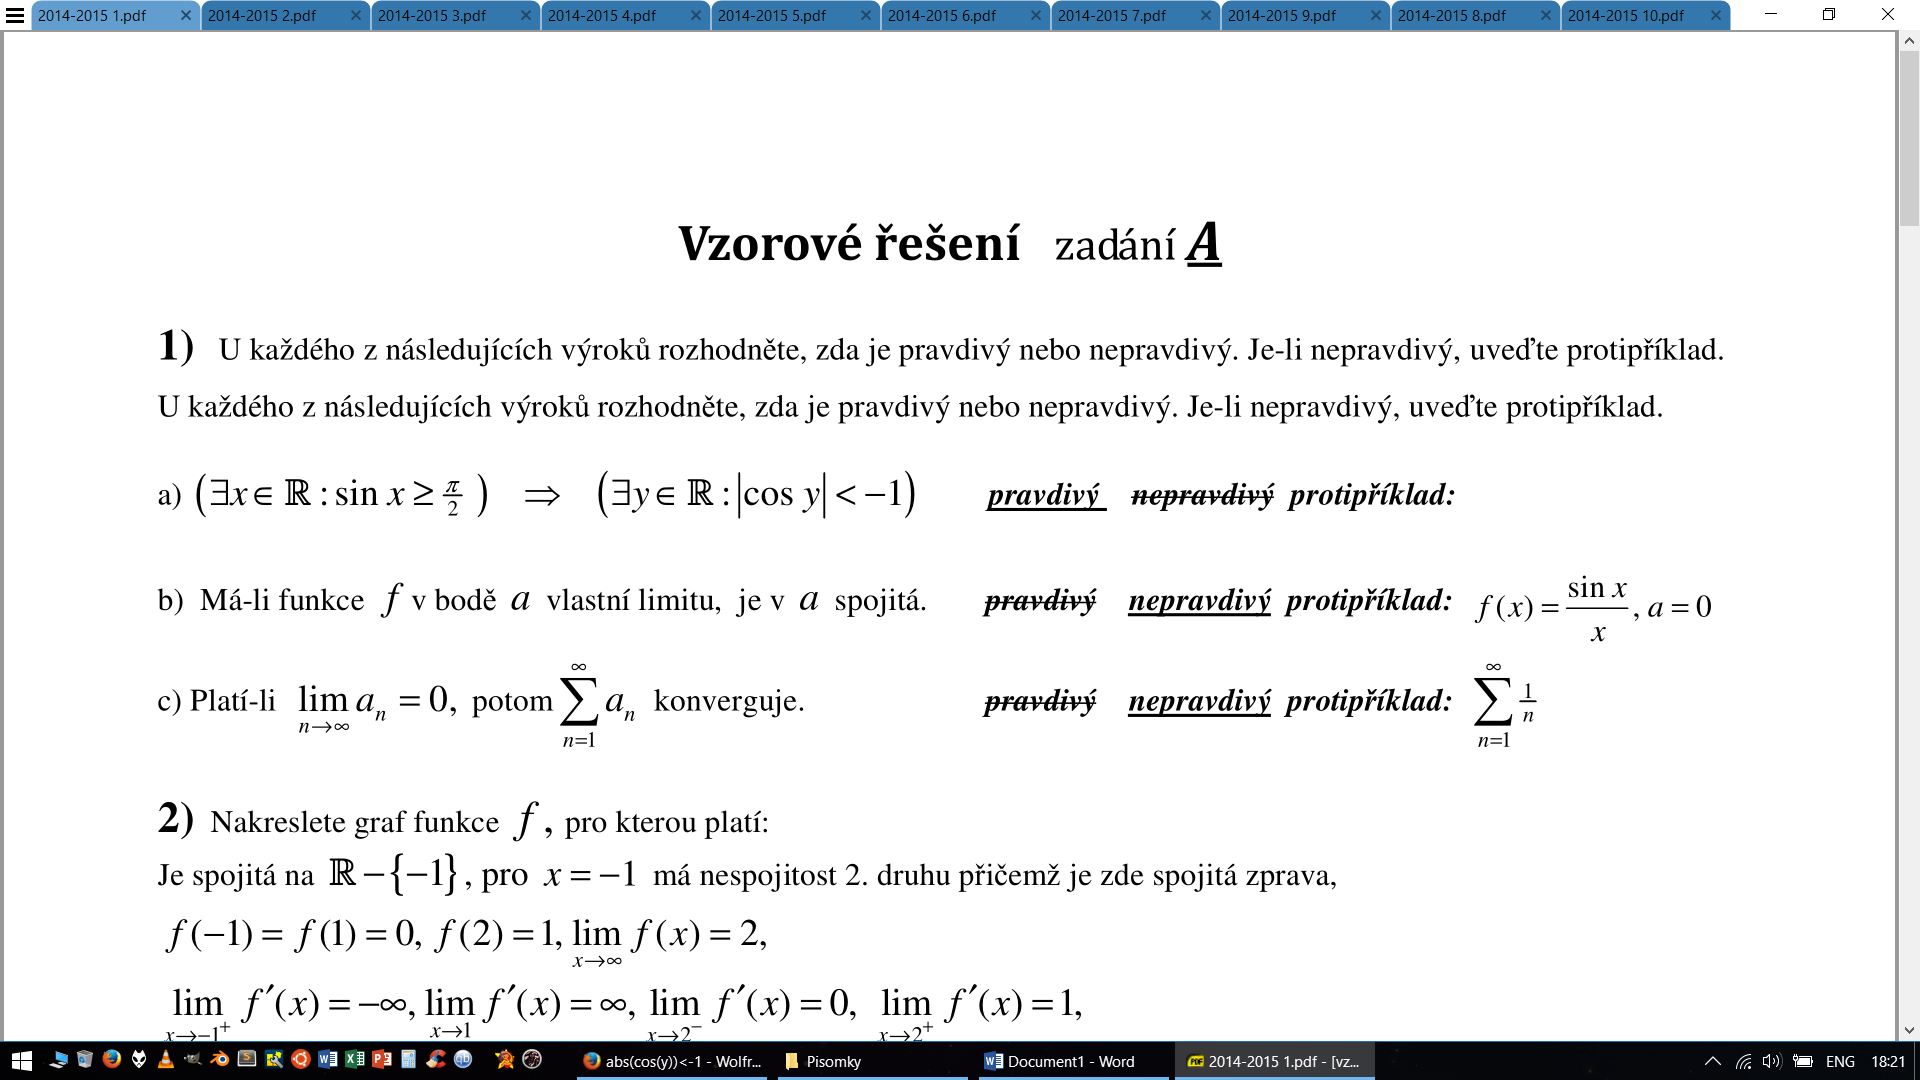 2014-2015 1.pdf 2014-2015 2.pdf 2014-2015 3.pdf 2014-2015 4.pdf 2014-2015 5.pdf 2014-2015 6.pdf 2014-2015 7.pdf 2014-2015 9.pdf 2014-2015 8.pdf 2014-2015 10.pdf
Vzorové řešení zadání A
1) U každého z následujících výroků rozhodněte, zda je pravdivý nebo nepravdivý. Je-li nepravdivý, uveďte protipříklad.
U každého z následujících výroků rozhodněte, zda je pravdivý nebo nepravdivý. Je-li nepravdivý, uveďte protipříklad.
a) (∃x∈ ℝ : sin x ≥ π/2 ) ⇒ (∃y∈ ℝ : |cos y| < −1) pravdivý nepravdivý protipříklad:
b) Má-li funkce f v bodě a vlastní limitu, je v a spojitá. pravdivý nepravdivý protipříklad: f(x) = sin x / x, a = 0
c) Platí-li lim n→∞ aₙ = 0, potom ∑ n=1 ∞ aₙ konverguje. pravdivý nepravdivý protipříklad: ∑ n=1 ∞ 1/n
2) Nakreslete graf funkce f, pro kterou platí:
Je spojitá na ℝ−{−1}, pro x = −1 má nespojitost 2. druhu přičemž je zde spojitá zprava,
f(−1) = f(1) = 0, f(2) = 1, lim x→∞ f(x) = 2,
lim x→−1⁺ f′(x) = −∞, lim x→1 f′(x) = ∞, lim x→2⁻ f′(x) = 0, lim x→2⁺ f′(x) = 1,
abs(cos(y))<-1 - Wolfr... Pisomky Document1 - Word 2014-2015 1.pdf - [vz... ENG 18:21